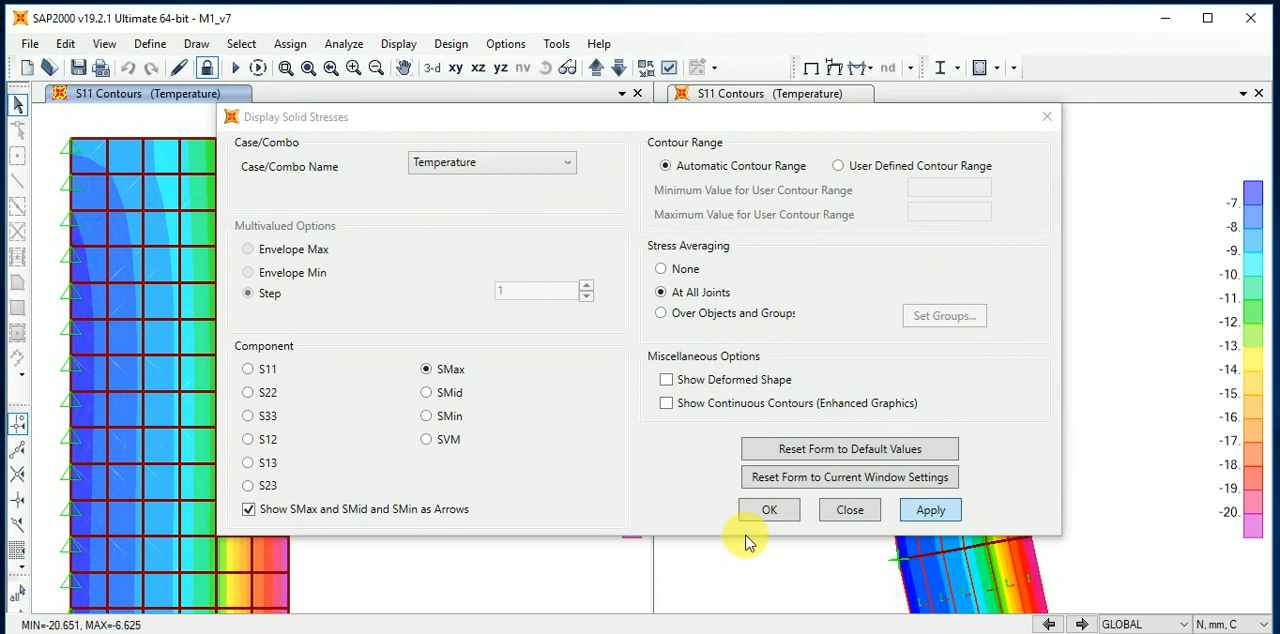 SAP2000 v19.2.1 Ultimate 64-bit - M1_v7
File Edit View Define Draw Select Assign Analyze Display Design Options Tools Help
3-d xy xz yz nv nd
S11 Contours (Temperature)
S11 Contours (Temperature)
Display Solid Stresses
Case/Combo
Case/Combo Name
Temperature
Multivalued Options
Envelope Max
Envelope Min
Step
1
Component
S11
SMax
S22
SMid
S33
SMin
S12
SVM
S13
S23
Show SMax and SMid and SMin as Arrows
Contour Range
Automatic Contour Range
User Defined Contour Range
Minimum Value for User Contour Range
Maximum Value for User Contour Range
Stress Averaging
None
At All Joints
Over Objects and Groups
Set Groups...
Miscellaneous Options
Show Deformed Shape
Show Continuous Contours (Enhanced Graphics)
Reset Form to Default Values
Reset Form to Current Window Settings
OK
Close
Apply
-7.
-8.
-9.
-10.
-11.
-12.
-13.
-14.
-15.
-16.
-17.
-18.
-19.
-20.
all
MIN=-20.651, MAX=-6.625
GLOBAL
N, mm, C